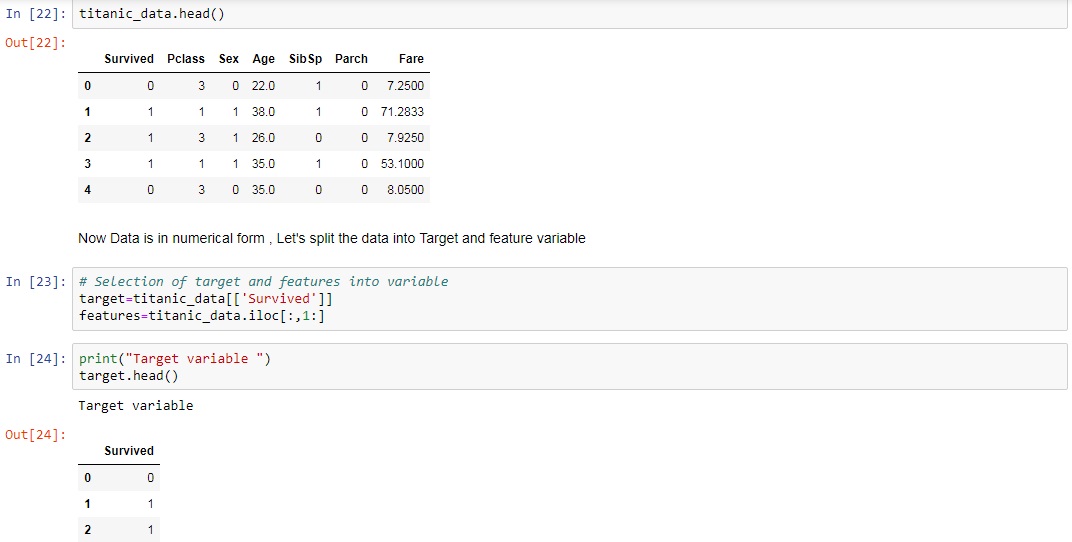 In [22]: titanic_data.head()
Out[22]:
Survived Pclass Sex Age SibSp Parch Fare
0 0 3 0 22.0 1 0 7.2500
1 1 1 1 38.0 1 0 71.2833
2 1 3 1 26.0 0 0 7.9250
3 1 1 1 35.0 1 0 53.1000
4 0 3 0 35.0 0 0 8.0500
Now Data is in numerical form , Let's split the data into Target and feature variable
In [23]: # Selection of target and features into variable
target=titanic_data[['Survived']]
features=titanic_data.iloc[:,1:]
In [24]: print("Target variable ")
target.head()
Target variable
Out[24]:
Survived
0 0
1 1
2 1